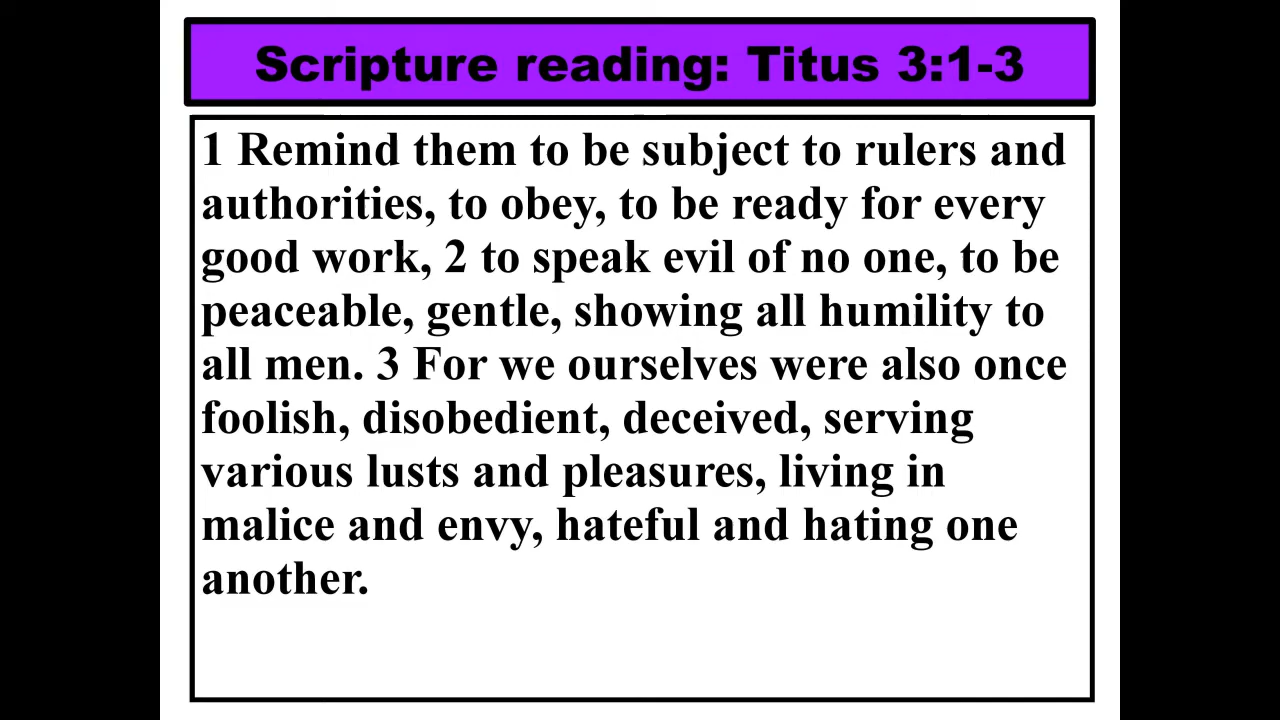 Scripture reading: Titus 3:1-3
1 Remind them to be subject to rulers and
authorities, to obey, to be ready for every
good work, 2 to speak evil of no one, to be
peaceable, gentle, showing all humility to
all men. 3 For we ourselves were also once
foolish, disobedient, deceived, serving
various lusts and pleasures, living in
malice and envy, hateful and hating one
another.